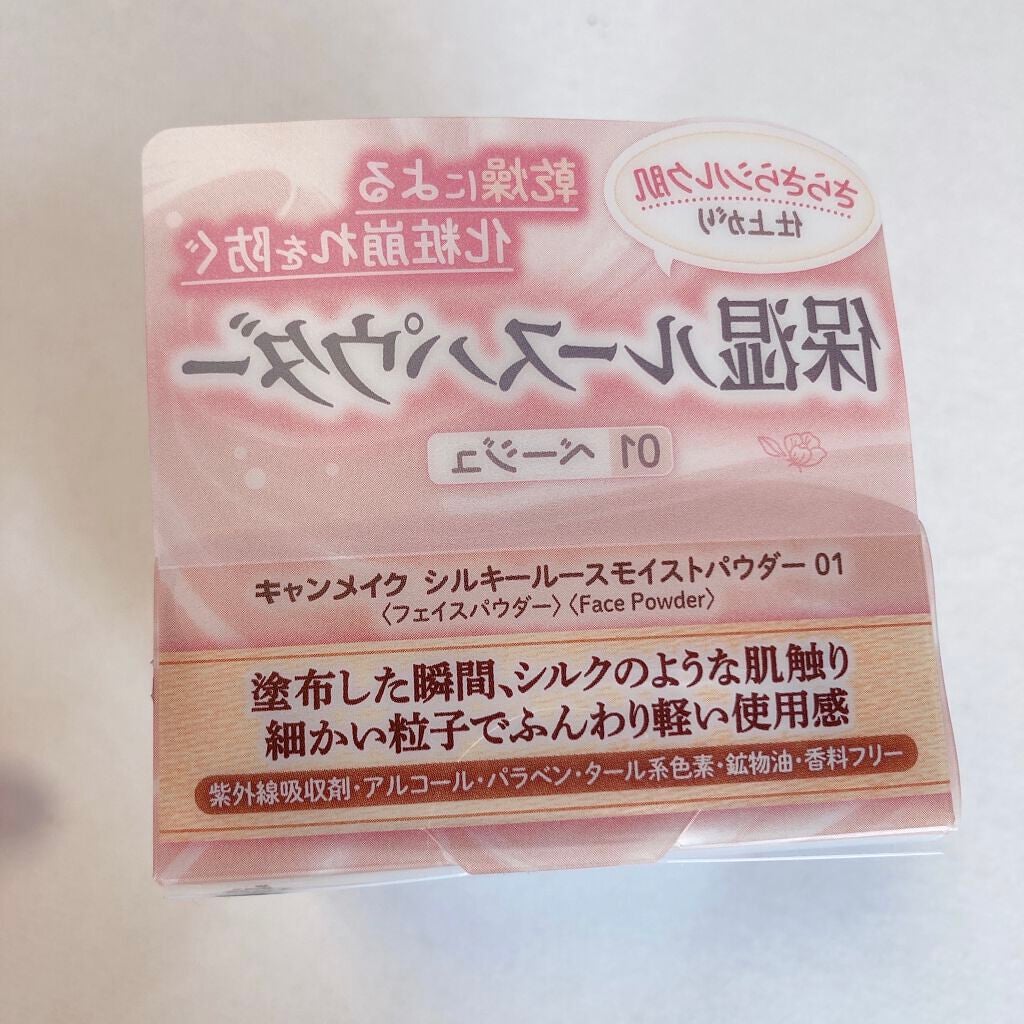 さらさらシルク肌
仕上がり
乾燥による
化粧崩れを防ぐ
保湿ルースパウダー
01 ベージュ
キャンメイク シルキールースモイストパウダー 01
〈フェイスパウダー〉〈Face Powder〉
塗布した瞬間、シルクのような肌触り
細かい粒子でふんわり軽い使用感
紫外線吸収剤・アルコール・パラベン・タール系色素・鉱物油・香料フリー